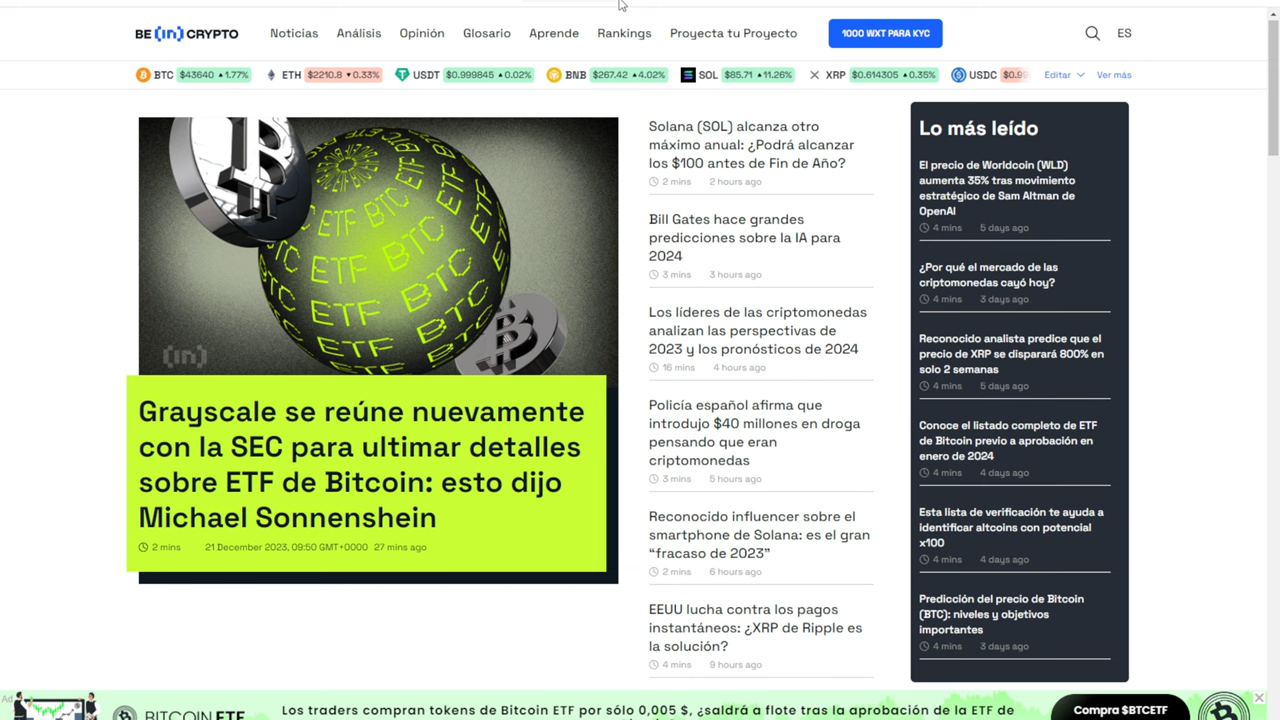 BE [in] CRYPTO
Noticias Análisis Opinión Glosario Aprende Rankings Proyecta tu Proyecto 1000 WXT PARA KYC ES
BTC $43640 ▲1.77% ETH $2210.8 ▼0.33% USDT $0.999845 ▲0.02% BNB $267.42 ▲4.02% SOL $85.71 ▲11.26% XRP $0.614305 ▲0.35% USDC Editar Ver más
BTC ETF
[in]
Grayscale se reúne nuevamente
con la SEC para ultimar detalles
sobre ETF de Bitcoin: esto dijo
Michael Sonnenshein
2 mins 21 December 2023, 09:50 GMT+0000 27 mins ago
Solana (SOL) alcanza otro
máximo anual: ¿Podrá alcanzar
los $100 antes de Fin de Año?
2 mins 2 hours ago
Bill Gates hace grandes
predicciones sobre la IA para
2024
3 mins 3 hours ago
Los líderes de las criptomonedas
analizan las perspectivas de
2023 y los pronósticos de 2024
16 mins 4 hours ago
Policía español afirma que
introdujo $40 millones en droga
pensando que eran
criptomonedas
3 mins 5 hours ago
Reconocido influencer sobre el
smartphone de Solana: es el gran
“fracaso de 2023”
2 mins 6 hours ago
EEUU lucha contra los pagos
instantáneos: ¿XRP de Ripple es
la solución?
4 mins 9 hours ago
Lo más leído
El precio de Worldcoin (WLD)
aumenta 35% tras movimiento
estratégico de Sam Altman de
OpenAI
4 mins 5 days ago
¿Por qué el mercado de las
criptomonedas cayó hoy?
4 mins 3 days ago
Reconocido analista predice que el
precio de XRP se disparará 800% en
solo 2 semanas
4 mins 5 days ago
Conoce el listado completo de ETF
de Bitcoin previo a aprobación en
enero de 2024
4 mins 4 days ago
Esta lista de verificación te ayuda a
identificar altcoins con potencial
x100
4 mins 4 days ago
Predicción del precio de Bitcoin
(BTC): niveles y objetivos
importantes
4 mins 3 days ago
Ad
BITCOIN ETF
Los traders compran tokens de Bitcoin ETF por sólo 0,005 $, ¿saldrá a flote tras la aprobación de la ETF de
Compra $BTCETF